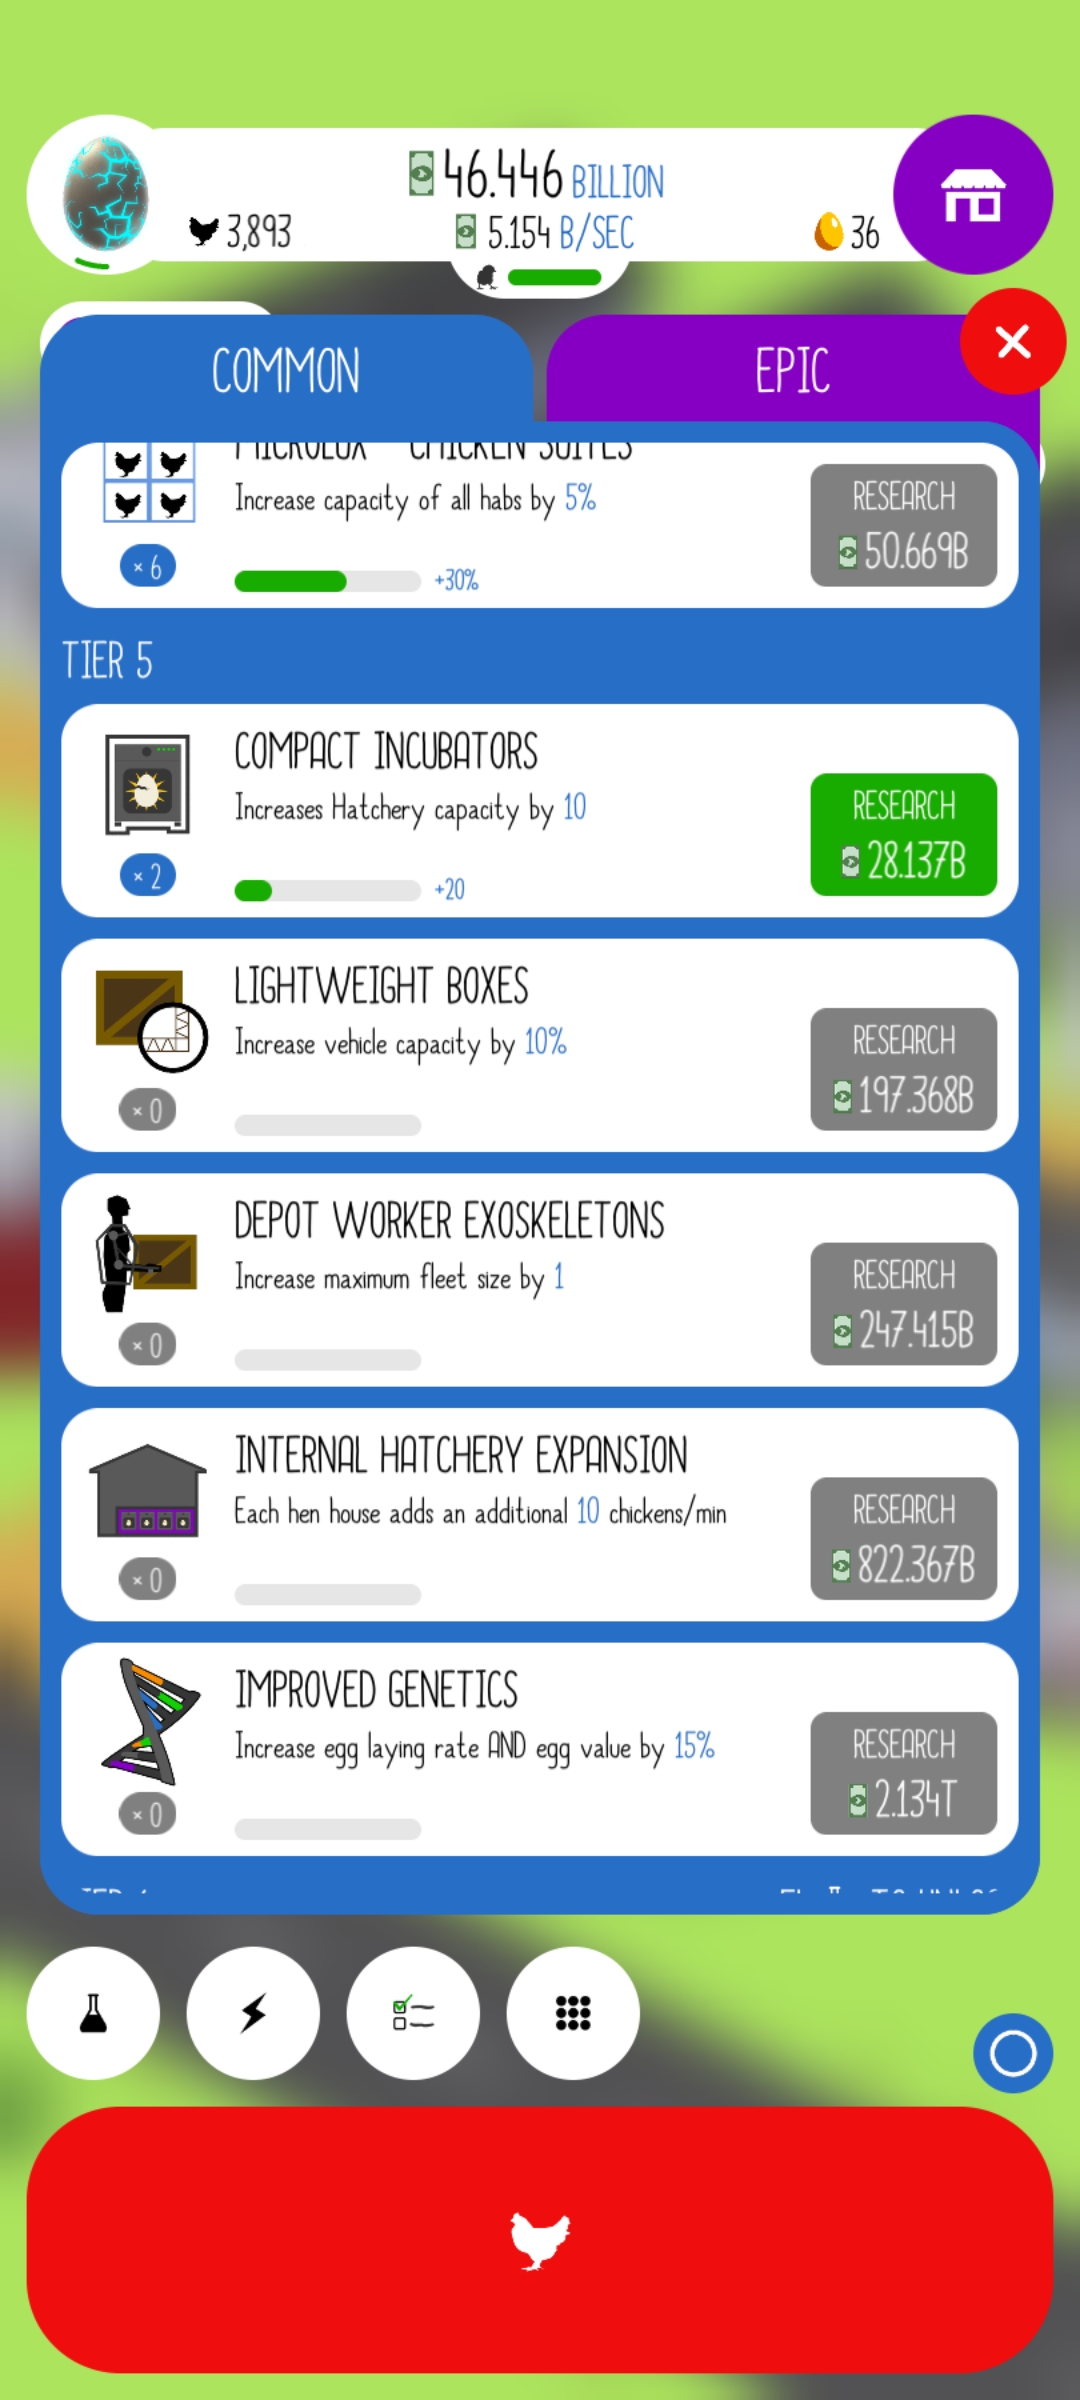 46.446 BILLION
3,893
5.154 B/SEC
36
COMMON
EPIC
MICROLUX CHICKEN SUITES
Increase capacity of all habs by 5%
RESEARCH
50.669B
× 6
+30%
TIER 5
COMPACT INCUBATORS
Increases Hatchery capacity by 10
RESEARCH
28.137B
× 2
+20
LIGHTWEIGHT BOXES
Increase vehicle capacity by 10%
RESEARCH
197.368B
× 0
DEPOT WORKER EXOSKELETONS
Increase maximum fleet size by 1
RESEARCH
247.415B
× 0
INTERNAL HATCHERY EXPANSION
Each hen house adds an additional 10 chickens/min
RESEARCH
822.367B
× 0
IMPROVED GENETICS
Increase egg laying rate AND egg value by 15%
RESEARCH
2.134T
× 0